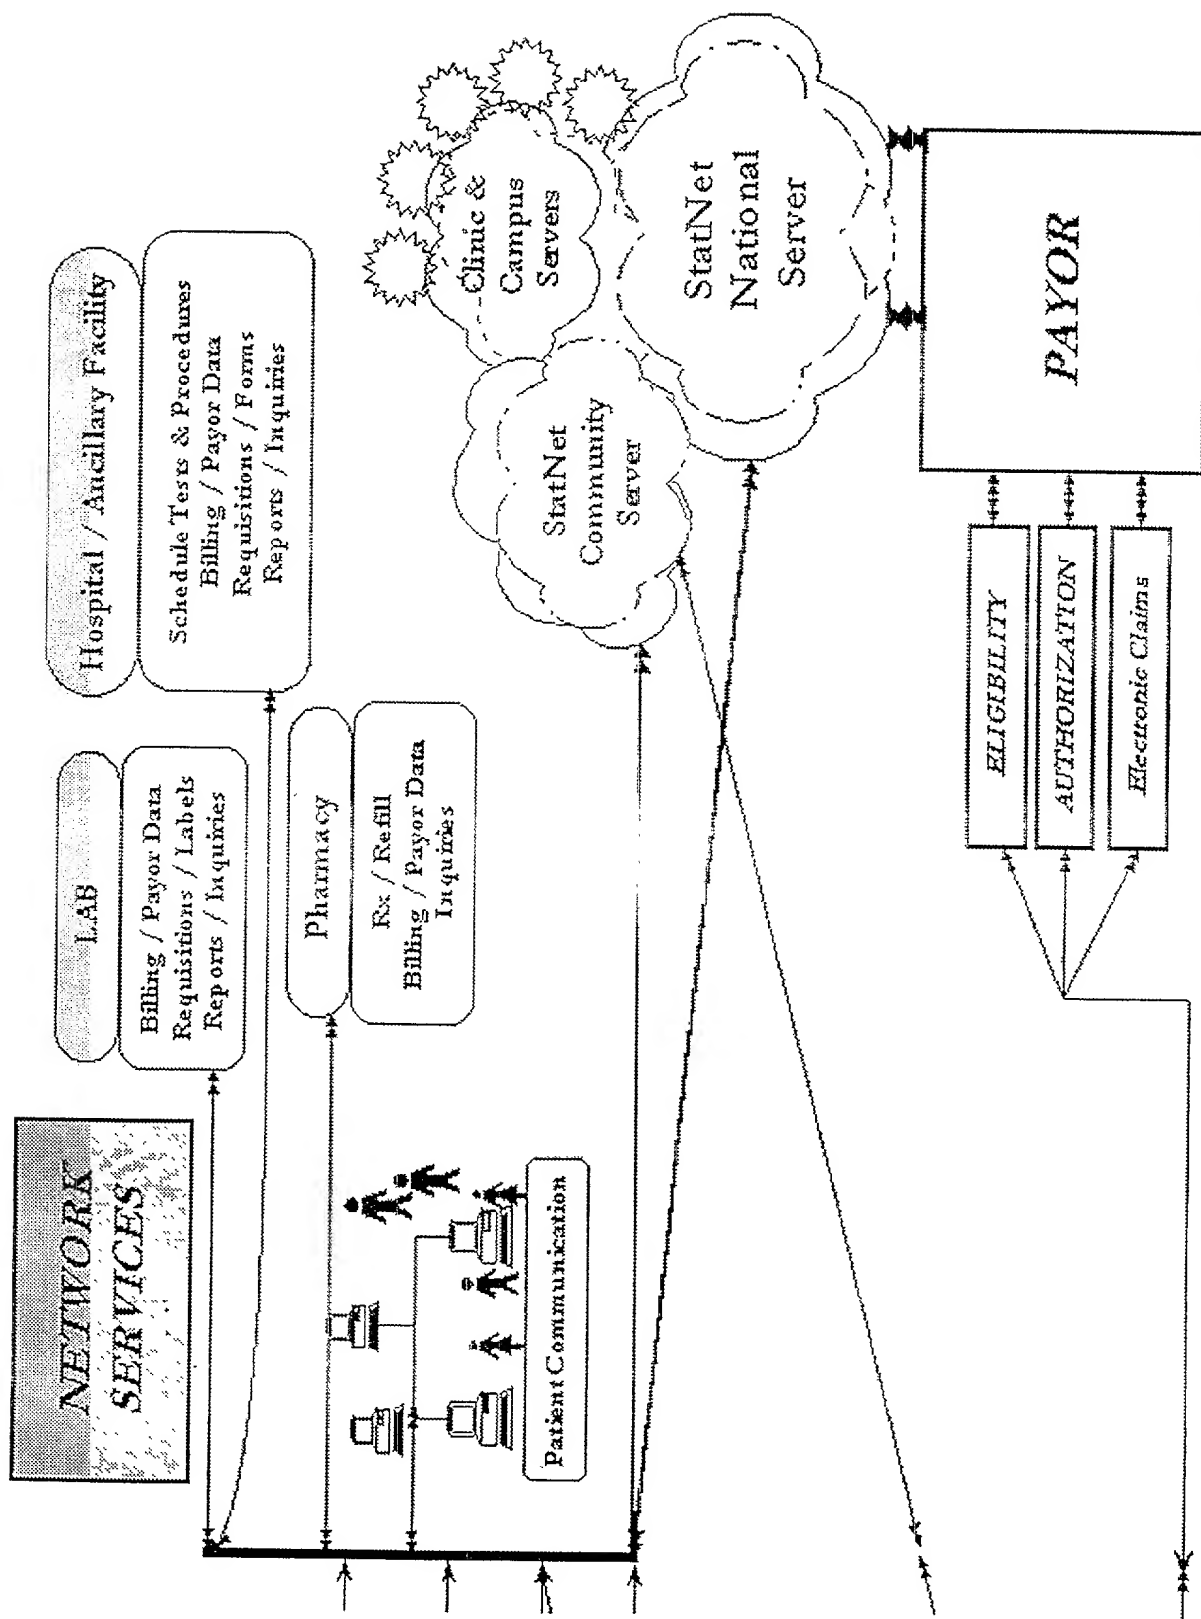 NETWORK
SERVICES
LAB
Billing / Payor Data
Requisitions / Labels
Reports / Inquiries
Hospital / Ancillary Facility
Schedule Tests & Procedures
Billing / Payor Data
Requisitions / Forms
Reports / Inquiries
Pharmacy
Rx / Refill
Billing / Payor Data
Inquiries
Patient Communication
Clinic &
Campus
Servers
StatNet
Community
Server
StatNet
National
Server
ELIGIBILITY
AUTHORIZATION
Electronic Claims
PAYOR